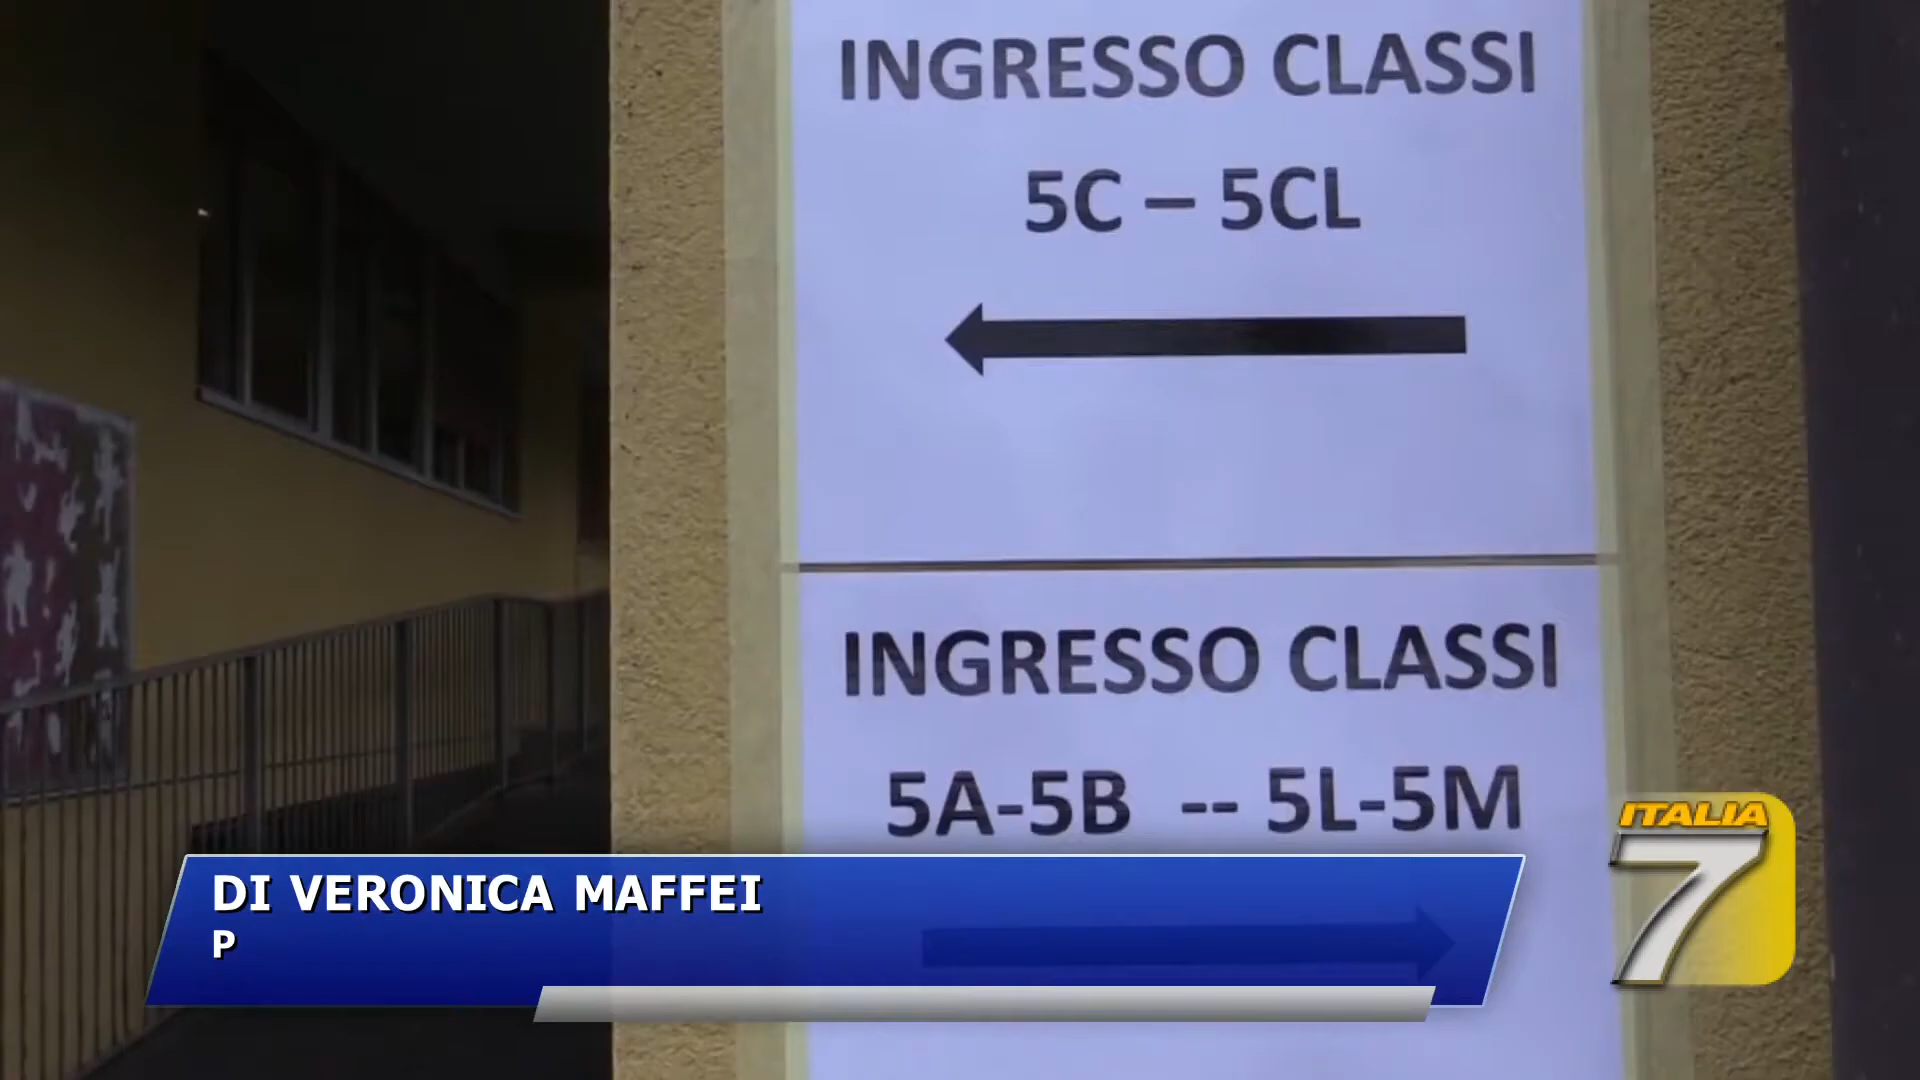 INGRESSO CLASSI
5C – 5CL
INGRESSO CLASSI
5A-5B -- 5L-5M
DI VERONICA MAFFEI
P
ITALIA
7